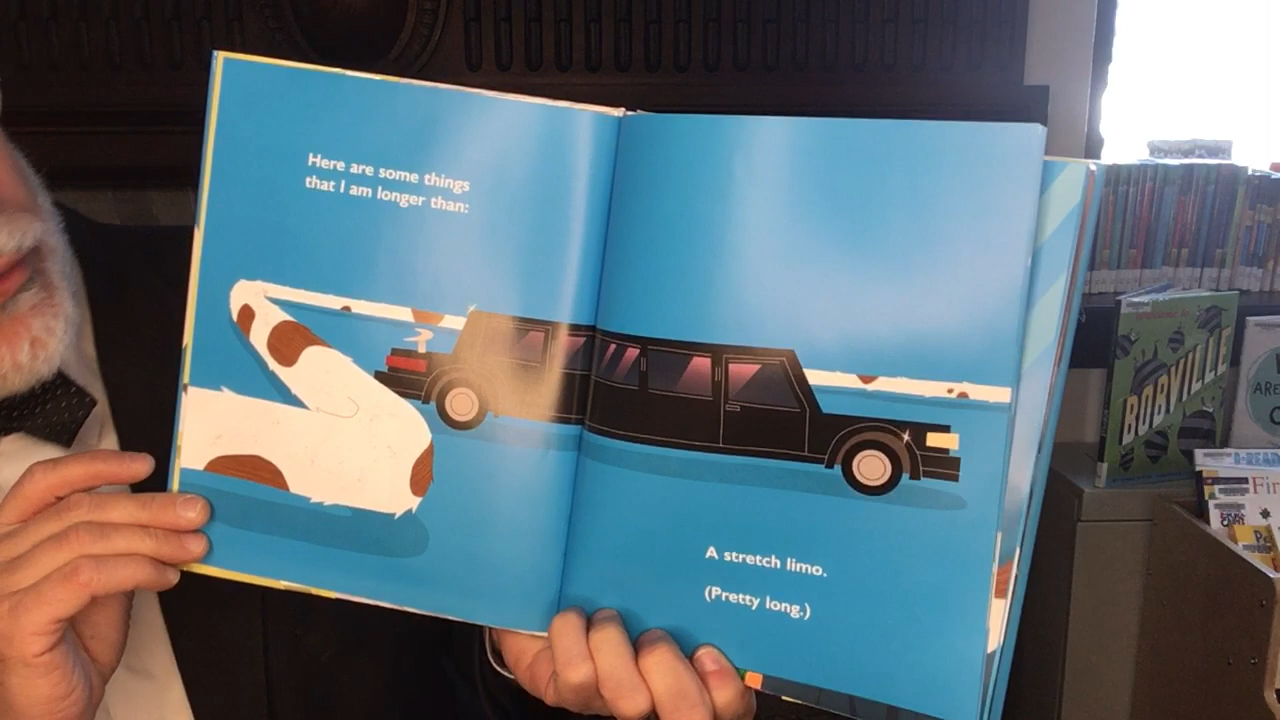 Here are some things
that I am longer than:
A stretch limo.
(Pretty long.)
BOBVILLE